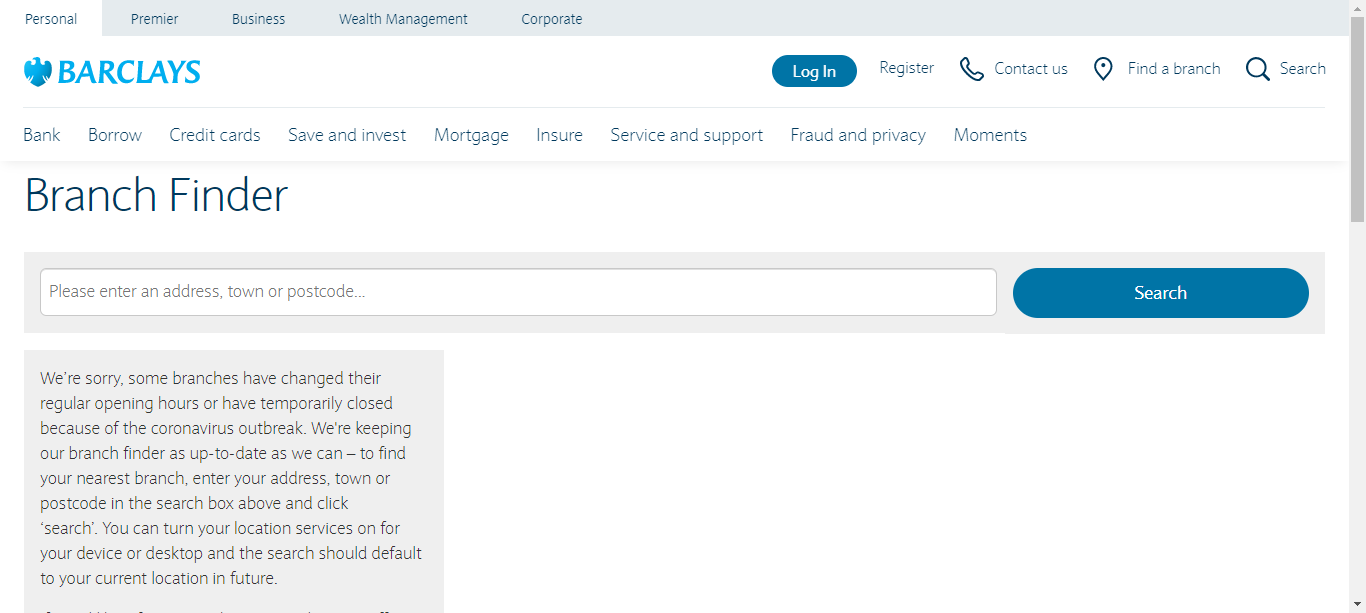 Personal Premier Business Wealth Management Corporate
BARCLAYS
Log In Register Contact us Find a branch Search
Bank Borrow Credit cards Save and invest Mortgage Insure Service and support Fraud and privacy Moments
Branch Finder
Please enter an address, town or postcode...
Search
We’re sorry, some branches have changed their
regular opening hours or have temporarily closed
because of the coronavirus outbreak. We're keeping
our branch finder as up-to-date as we can – to find
your nearest branch, enter your address, town or
postcode in the search box above and click
‘search’. You can turn your location services on for
your device or desktop and the search should default
to your current location in future.